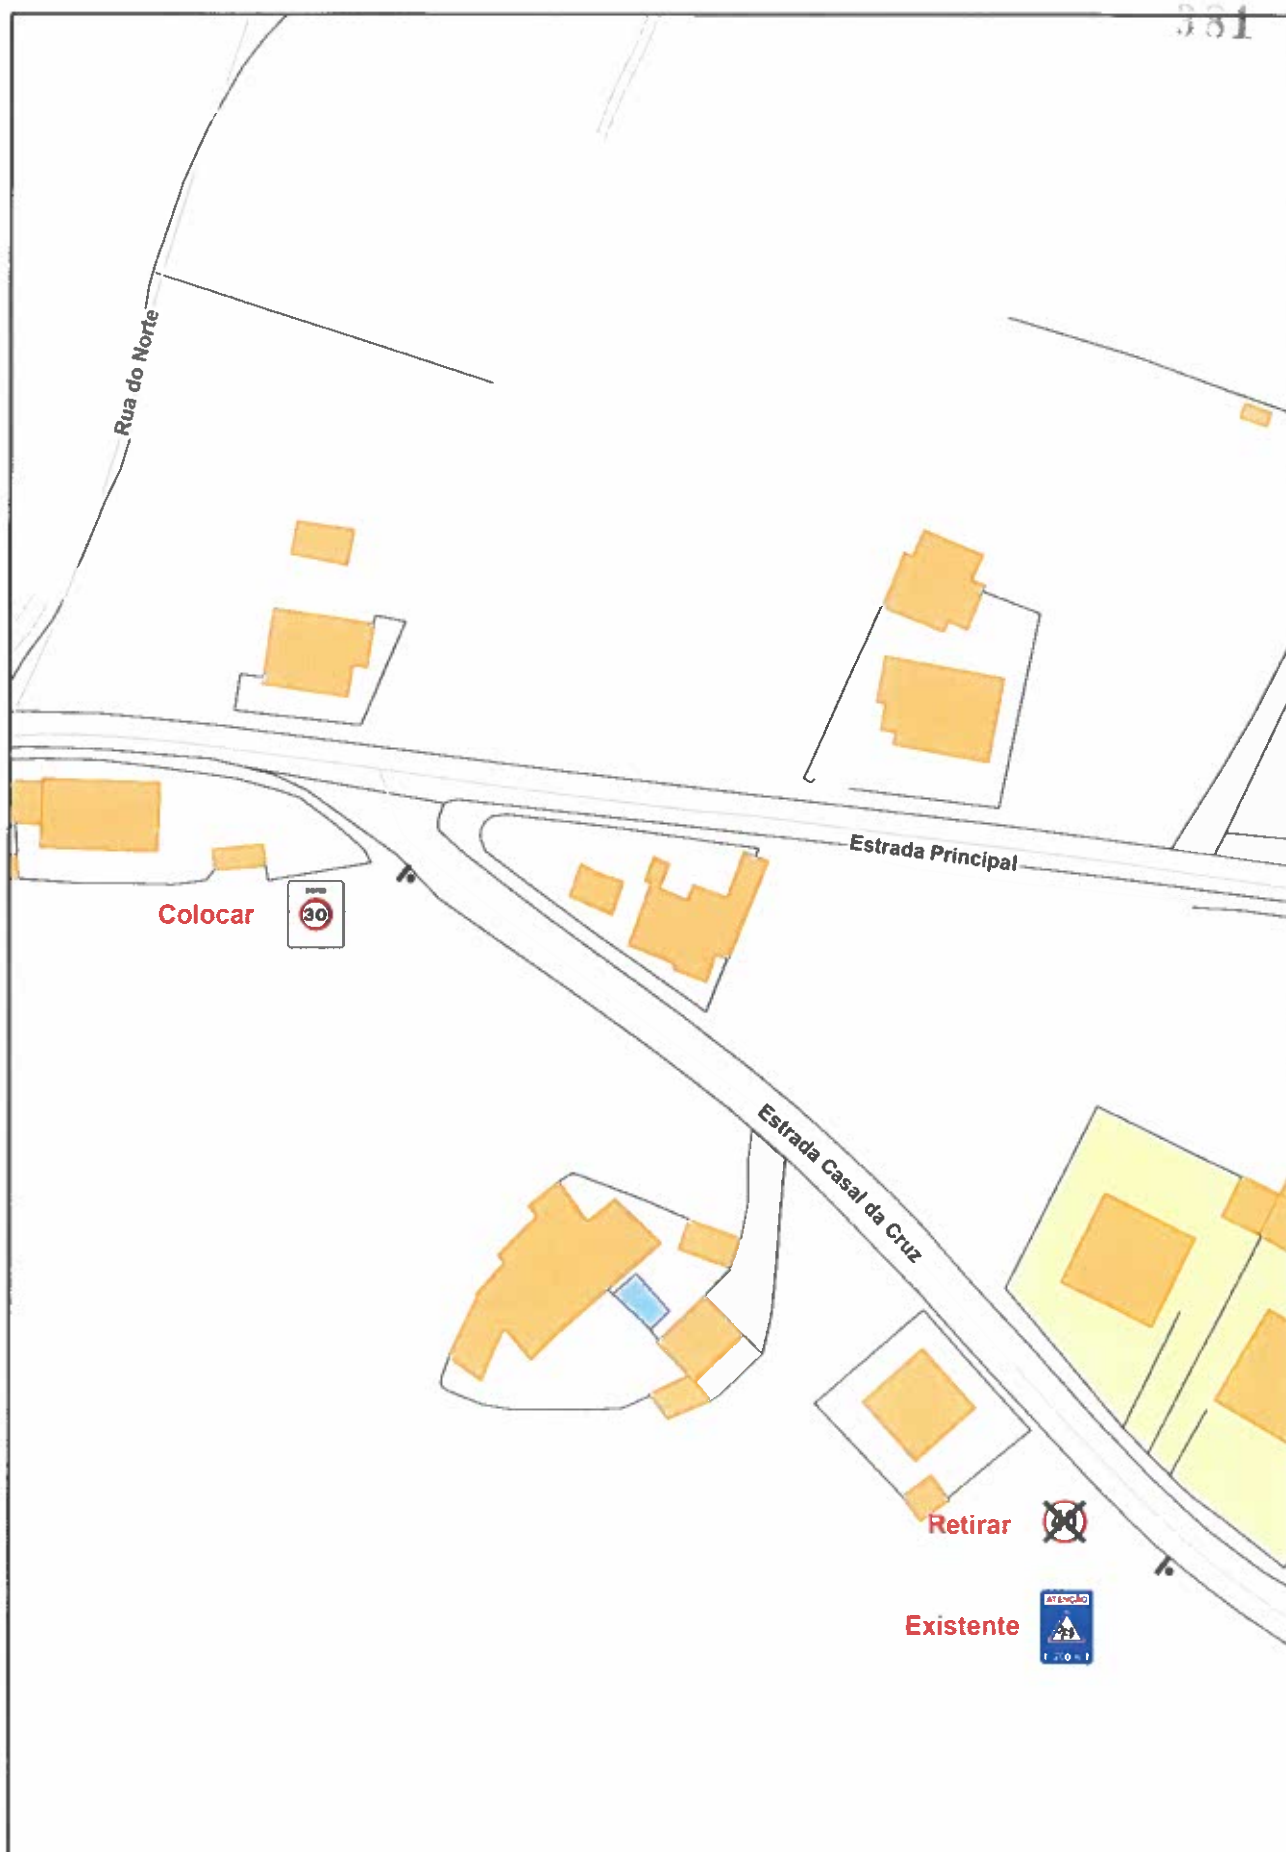 381
Rua do Norte
Estrada Principal
Colocar
30
Estrada Casal da Cruz
Retirar
Existente
ATENÇÃO